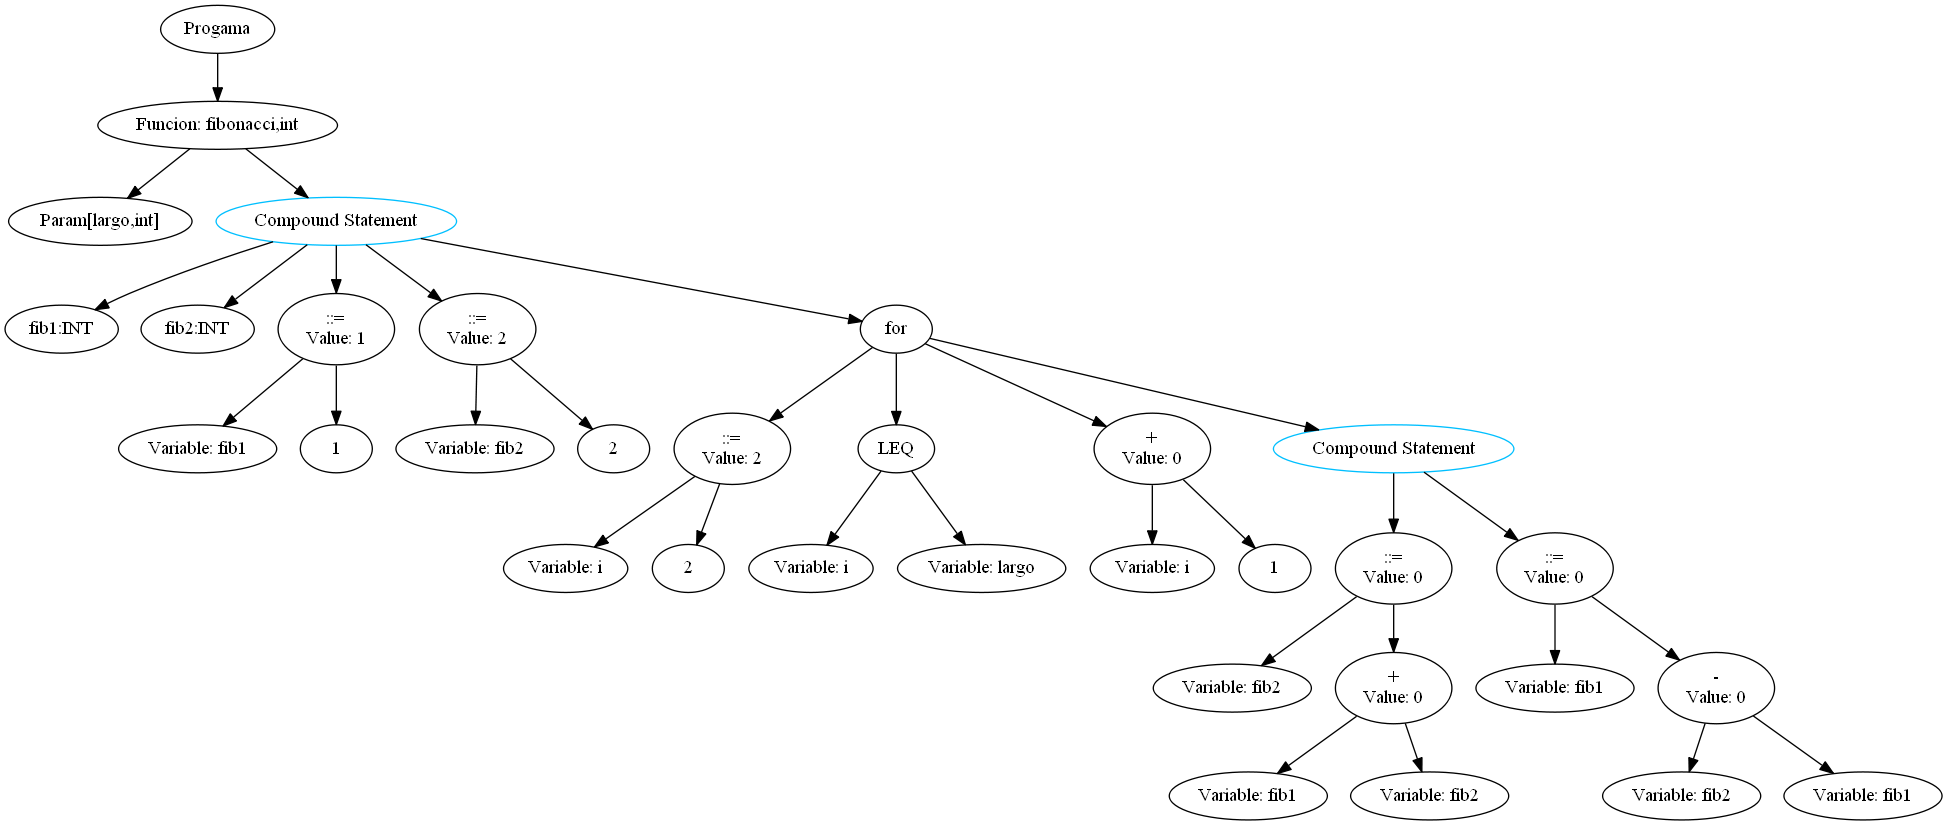 Progama
Funcion: fibonacci,int
Param[largo,int]
Compound Statement
fib1:INT
fib2:INT
::=
Value: 1
::=
Value: 2
for
Variable: fib1
1
Variable: fib2
2
::=
Value: 2
LEQ
+
Value: 0
Compound Statement
Variable: i
2
Variable: i
Variable: largo
Variable: i
1
::=
Value: 0
::=
Value: 0
Variable: fib2
+
Value: 0
Variable: fib1
-
Value: 0
Variable: fib1
Variable: fib2
Variable: fib2
Variable: fib1